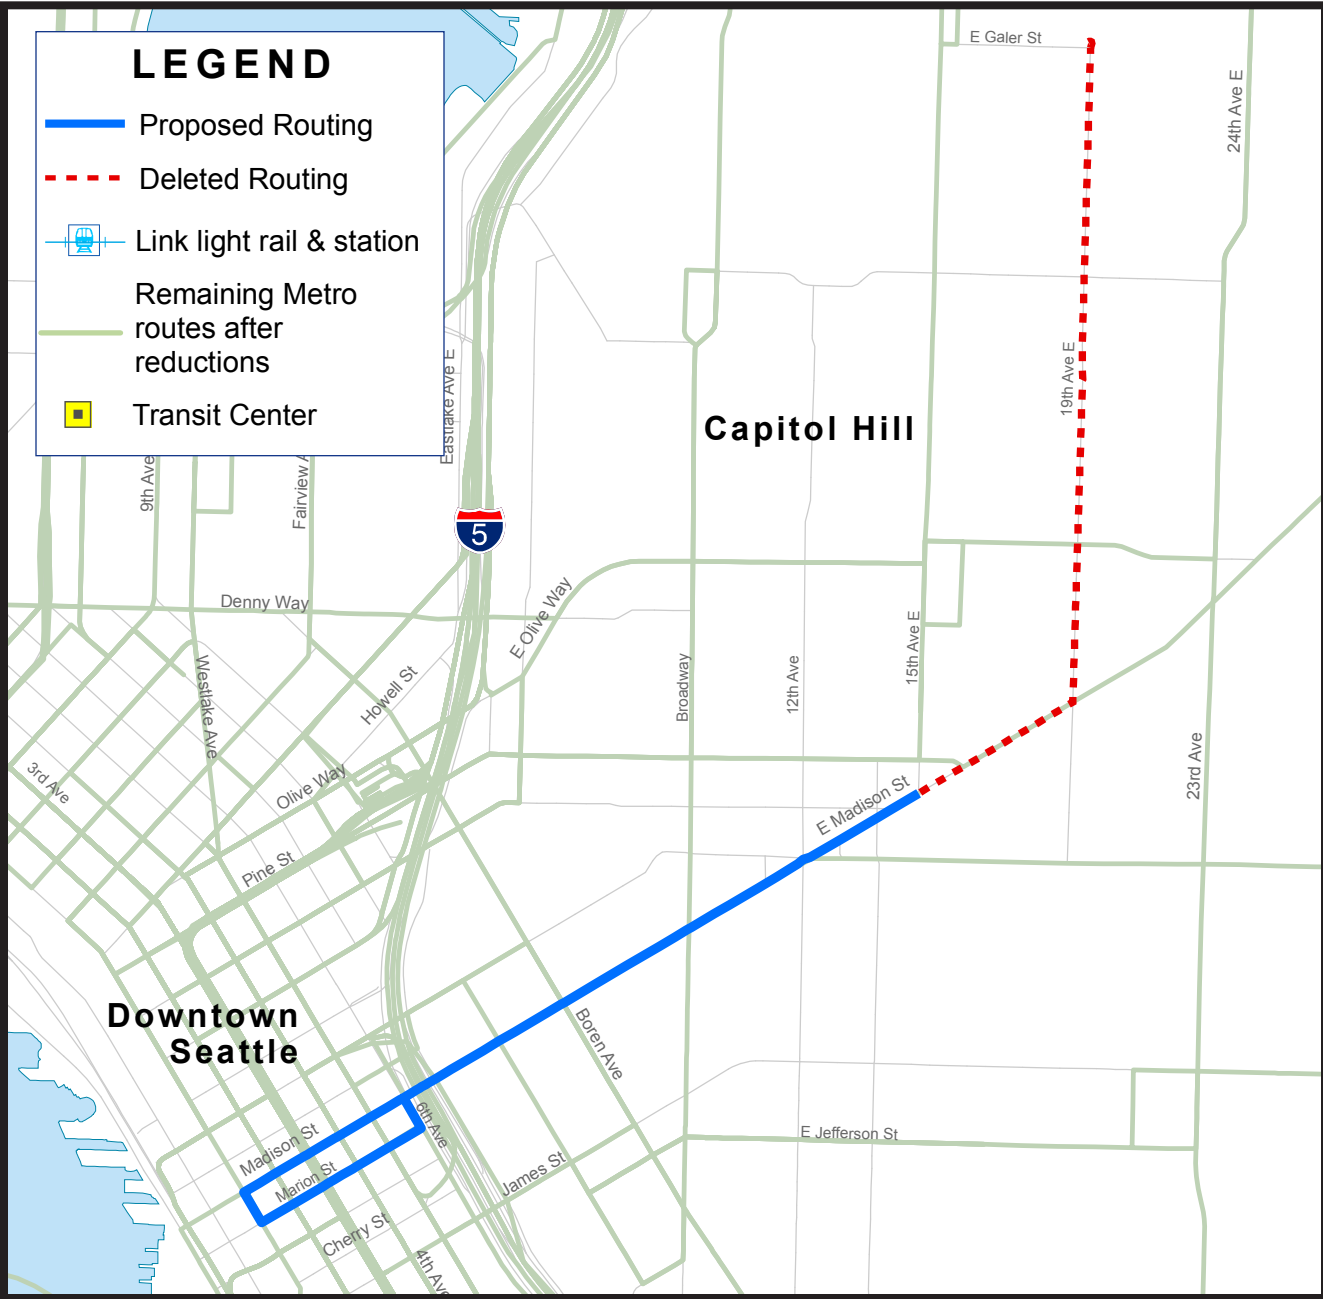 LEGEND
Proposed Routing
Deleted Routing
Link light rail & station
Remaining Metro
routes after
reductions
Transit Center
E Galer St
24th Ave E
19th Ave E
Eastlake Ave E
Capitol Hill
9th Ave
Fairview A
5
Denny Way
E Olive Way
Westlake Ave
Howell St
Broadway
12th Ave
15th Ave E
23rd Ave
3rd Ave
Olive Way
E Madison St
Pine St
Downtown
Seattle
Boren Ave
6th Ave
Madison St
Marion St
E Jefferson St
James St
Cherry St
4th Av